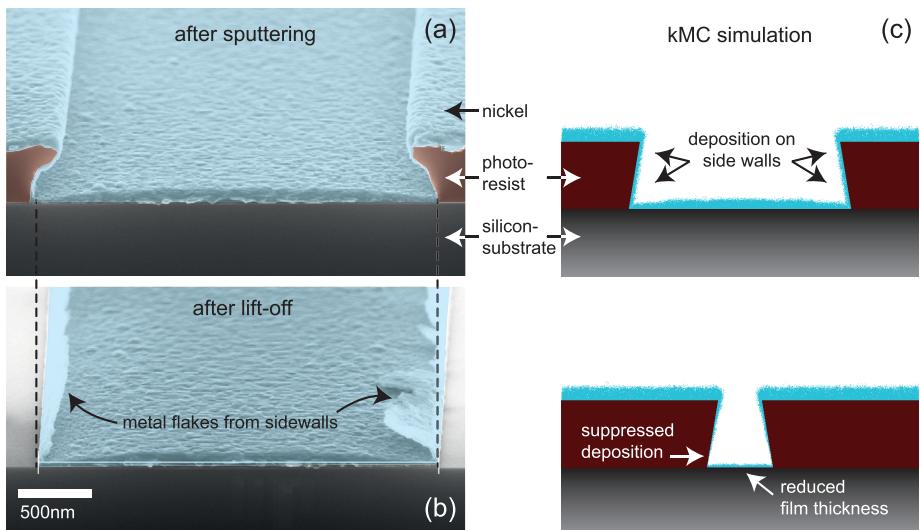 after sputtering
(a)
nickel
photo-
resist
silicon-
substrate
after lift-off
metal flakes from sidewalls
500nm
(b)
kMC simulation
(c)
deposition on
side walls
suppressed
deposition
reduced
film thickness